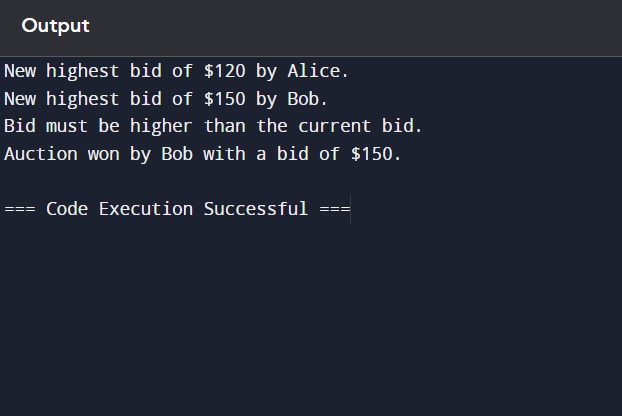 Output
New highest bid of $120 by Alice.
New highest bid of $150 by Bob.
Bid must be higher than the current bid.
Auction won by Bob with a bid of $150.
=== Code Execution Successful ===